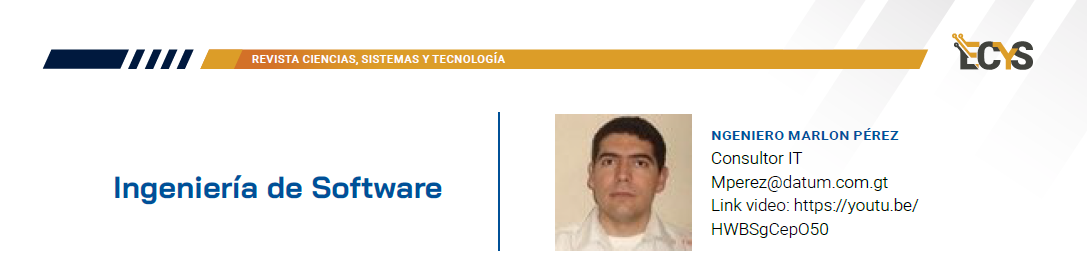 REVISTA CIENCIAS, SISTEMAS Y TECNOLOGÍA
ECYS
Ingeniería de Software
NGENIERO MARLON PÉREZ
Consultor IT
Mperez@datum.com.gt
Link video: https://youtu.be/
HWBSgCepO50